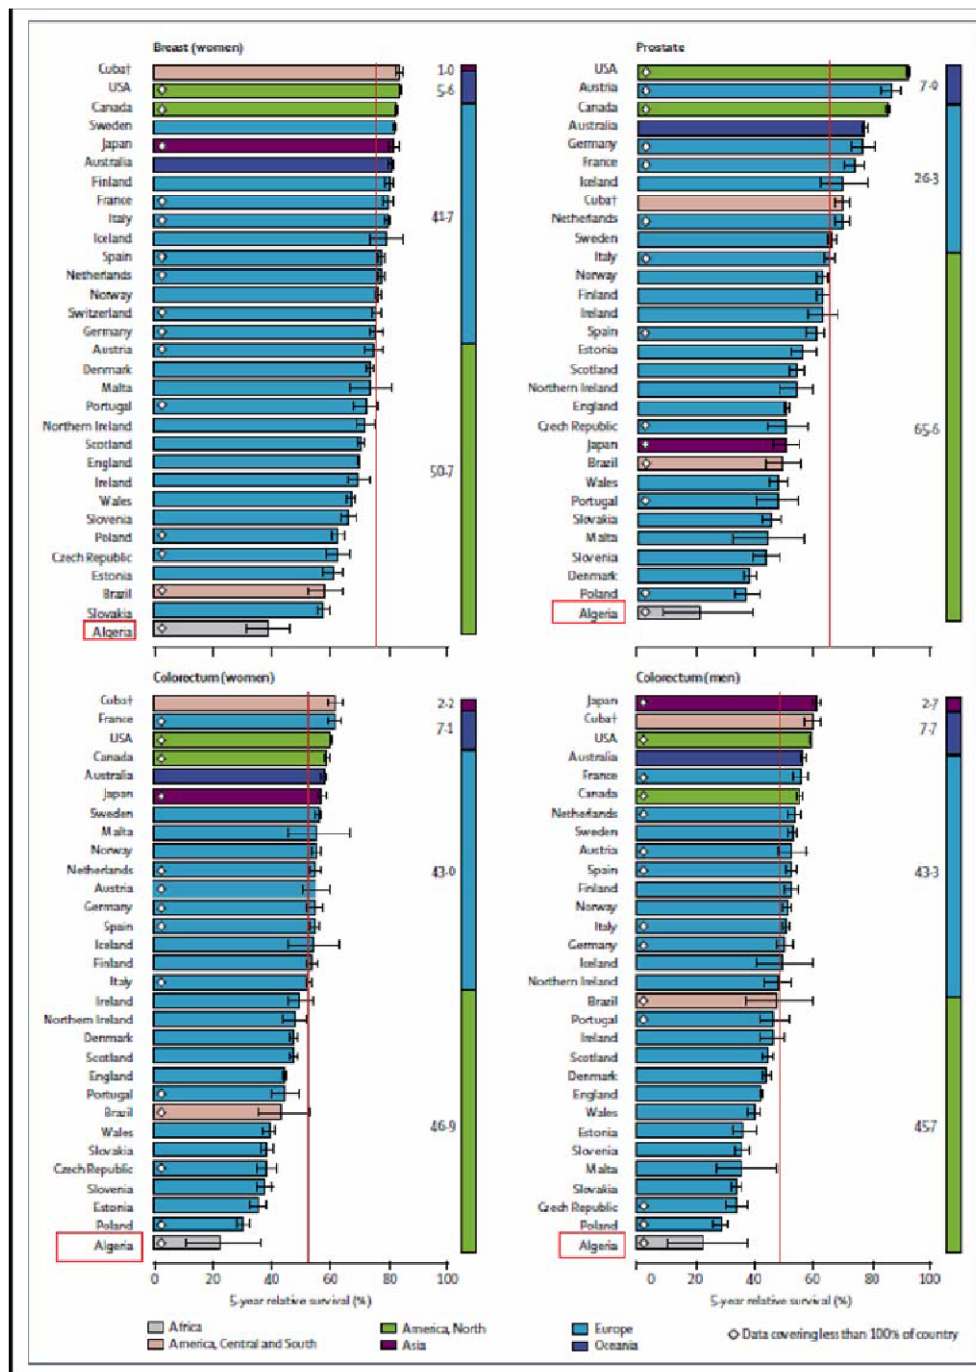 Breast (women)
Cuba†
USA
Canada
Sweden
Japan
Australia
Finland
France
Italy
Iceland
Spain
Netherlands
Norway
Switzerland
Germany
Austria
Denmark
Malta
Portugal
Northern Ireland
Scotland
England
Ireland
Wales
Slovenia
Poland
Czech Republic
Estonia
Brazil
Slovakia
Algeria
1·0
5·6
41·7
50·7
Prostate
USA
Austria
Canada
Australia
Germany
France
Iceland
Cuba†
Netherlands
Sweden
Italy
Norway
Finland
Ireland
Spain
Estonia
Scotland
Northern Ireland
England
Czech Republic
Japan
Brazil
Wales
Portugal
Slovakia
Malta
Slovenia
Denmark
Poland
Algeria
7·9
26·3
65·6
Colorectum (women)
Cuba†
France
USA
Canada
Australia
Japan
Sweden
Malta
Norway
Netherlands
Austria
Germany
Spain
Iceland
Finland
Italy
Ireland
Northern Ireland
Denmark
Scotland
England
Portugal
Brazil
Wales
Slovakia
Czech Republic
Slovenia
Estonia
Poland
Algeria
2·2
7·1
43·0
46·9
0 20 40 60 80 100
5-year relative survival (%)
Colorectum (men)
Japan
Cuba†
USA
Australia
France
Canada
Netherlands
Sweden
Austria
Spain
Finland
Norway
Italy
Germany
Iceland
Northern Ireland
Brazil
Portugal
Ireland
Scotland
Denmark
England
Wales
Estonia
Slovenia
Malta
Slovakia
Czech Republic
Poland
Algeria
2·7
7·7
43·3
45·7
0 20 40 60 80 100
5-year relative survival (%)
Africa
America, Central and South
America, North
Asia
Europe
Oceania
Data covering less than 100% of country